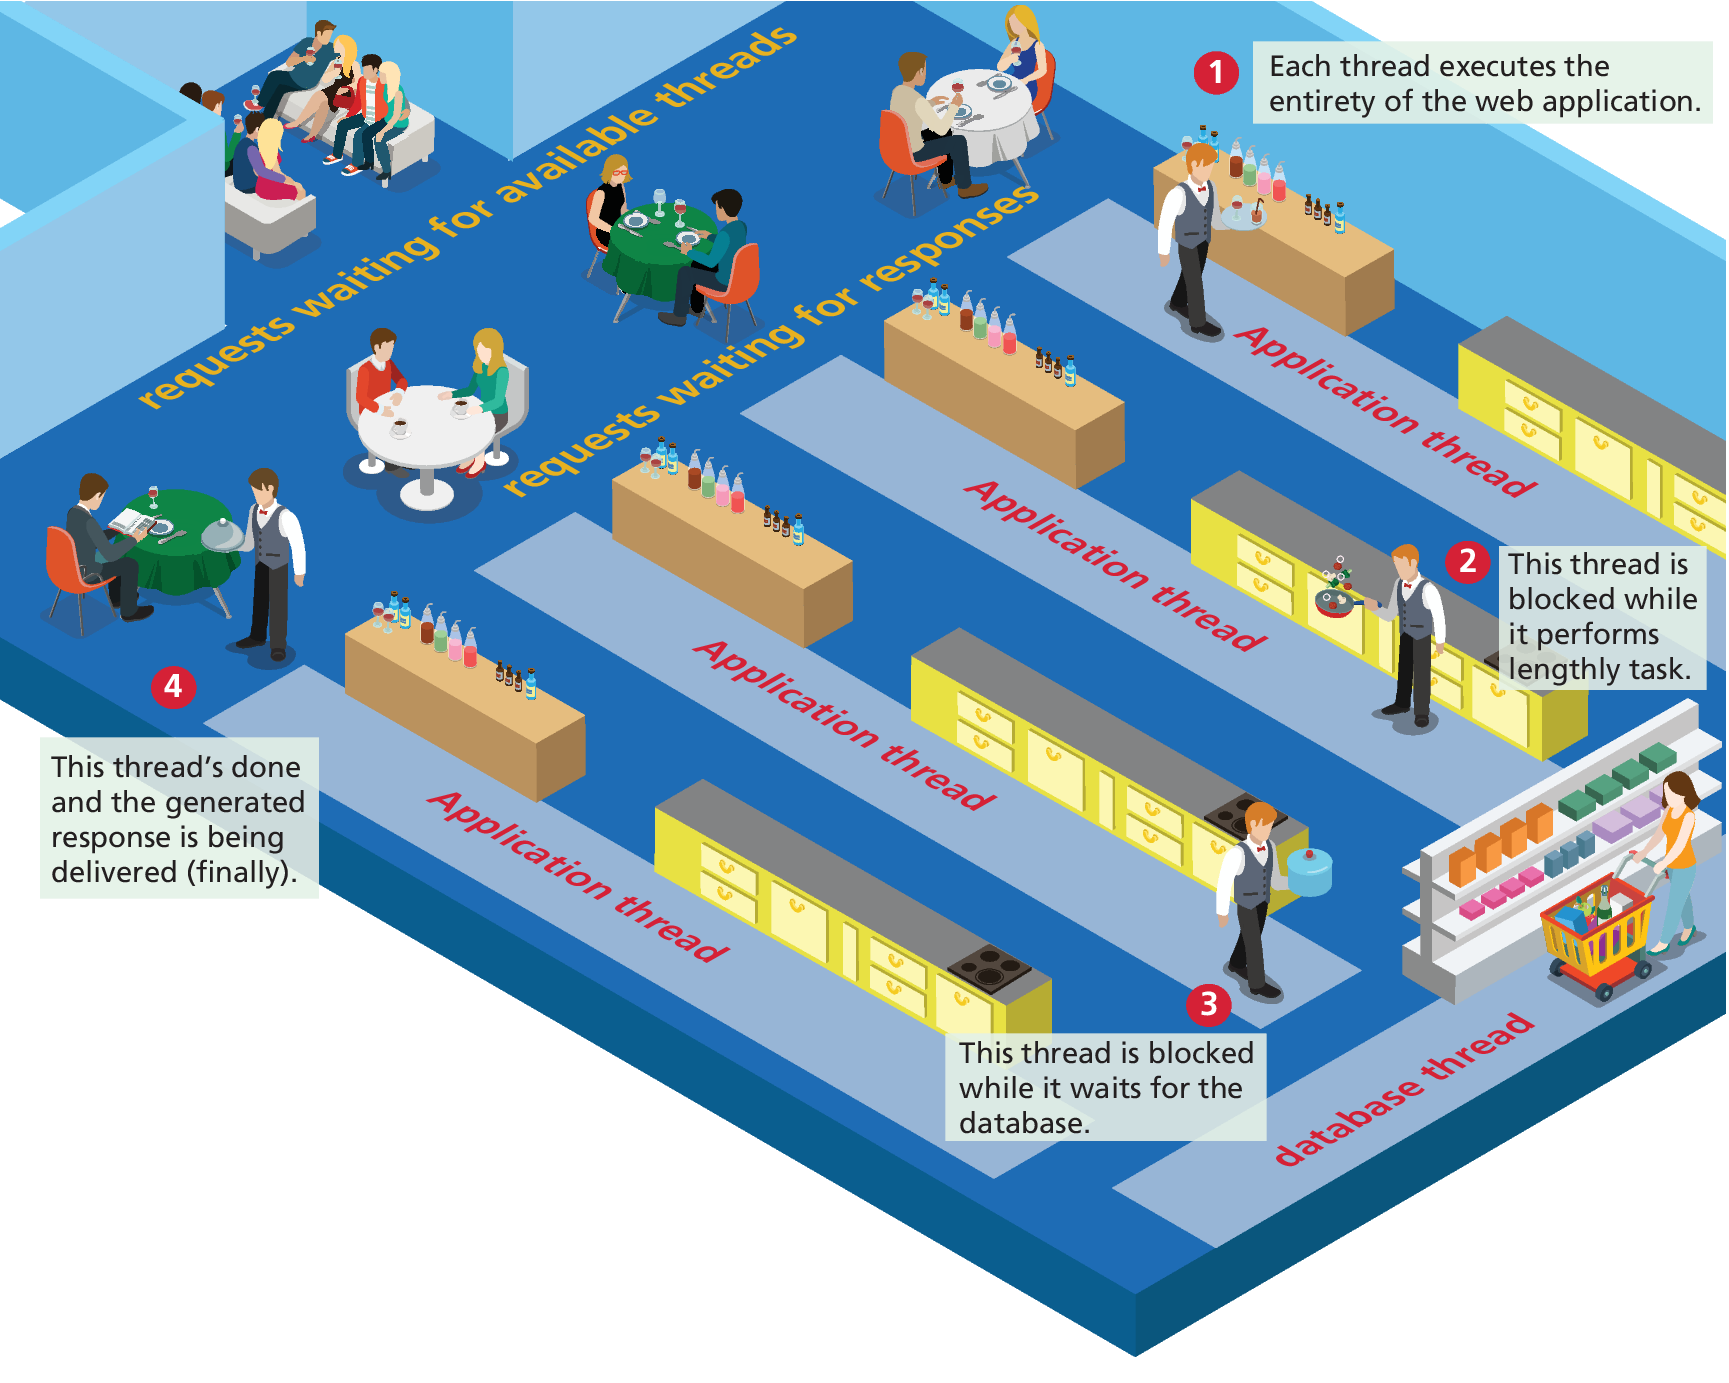 requests waiting for available threads
requests waiting for responses
1
Each thread executes the
entirety of the web application.
Application thread
Application thread
2
This thread is
blocked while
it performs
lengthly task.
Application thread
Application thread
4
This thread's done
and the generated
response is being
delivered (finally).
3
This thread is blocked
while it waits for the
database.
database thread